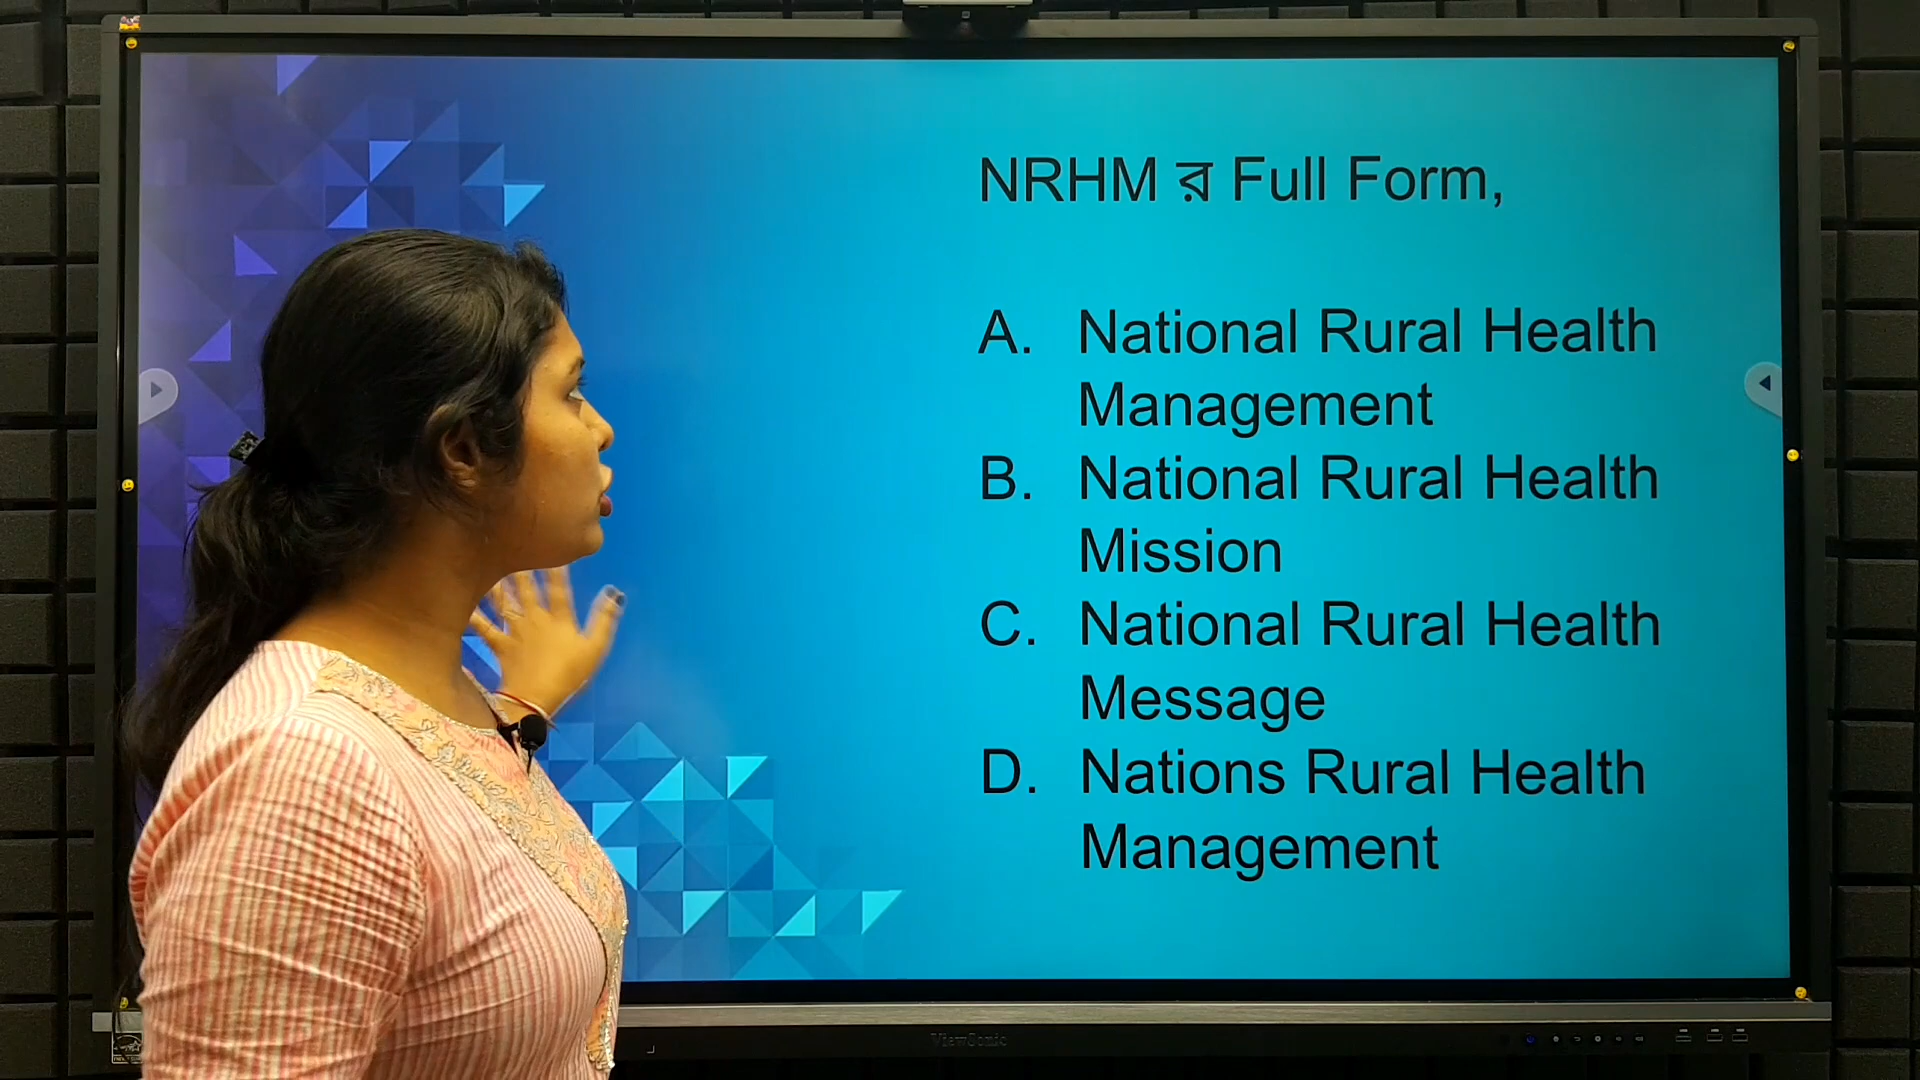 NRHM র Full Form,
A. National Rural Health
Management
B. National Rural Health
Mission
C. National Rural Health
Message
D. Nations Rural Health
Management
ViewSonic